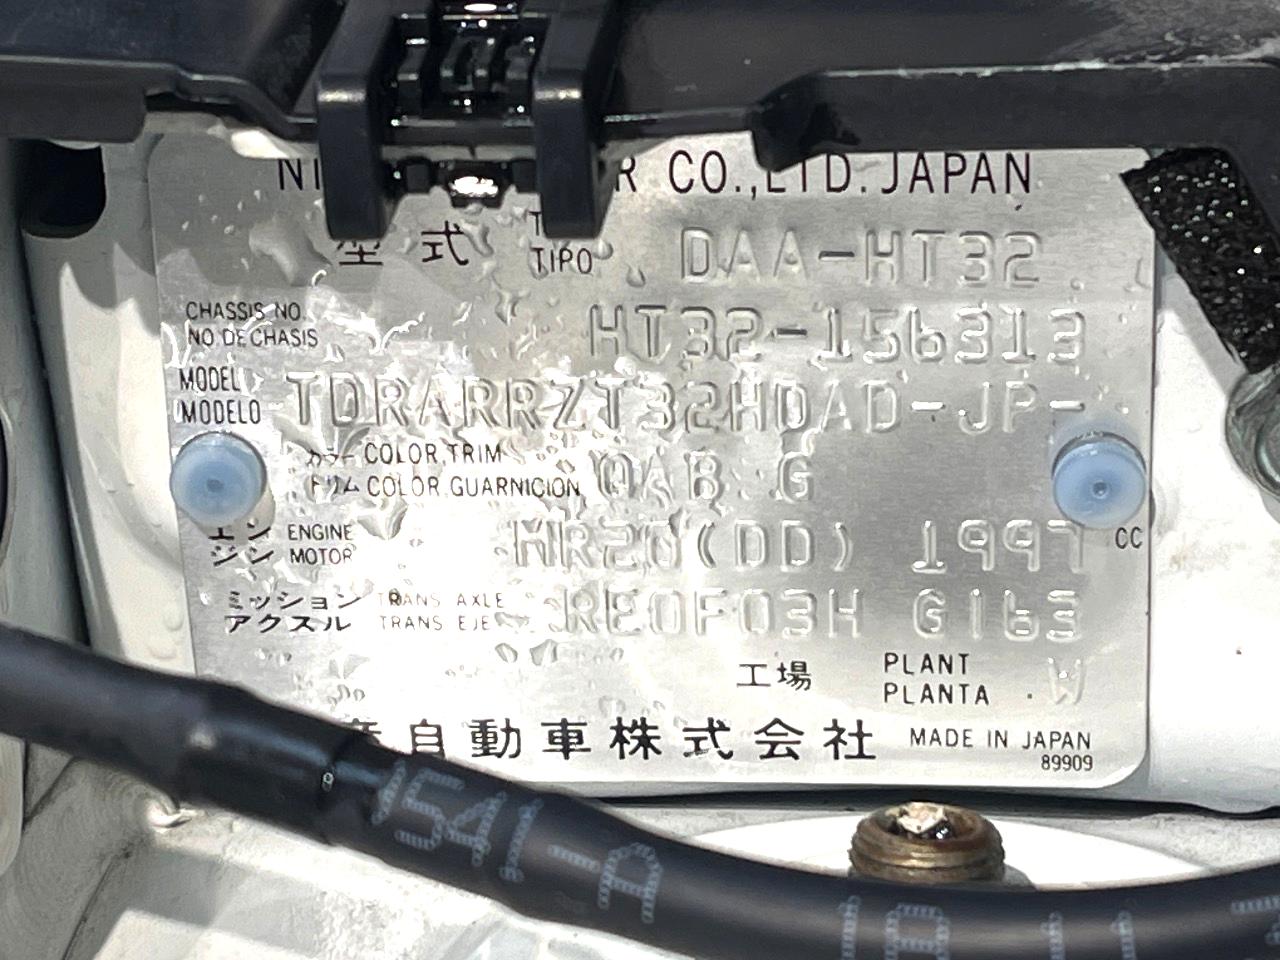 CO.,LTD.JAPAN
型式 TIPO DAA-HT32
CHASSIS NO.
NO.DE CHASIS HT32-156313
MODEL
MODELO TDRARRZT32HDAD-JP-
カラー COLOR,TRIM
トリム COLOR,GUARNICION QAB G
エンジン ENGINE
MOTOR MR20(DD) 1997 CC
ミッション TRANS AXLE
アクスル TRANS EJE RE0F03H G163
工場 PLANT
PLANTA W
自動車株式会社 MADE IN JAPAN
89909